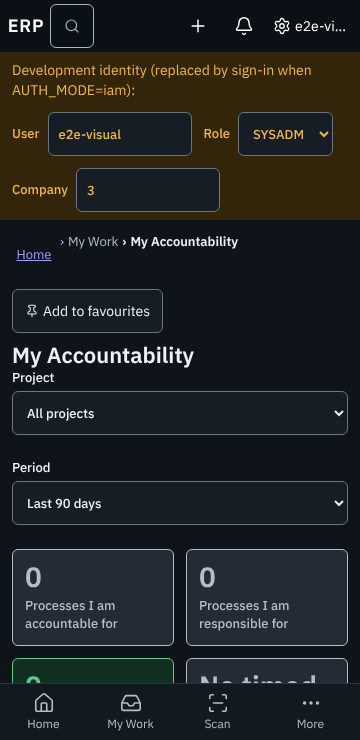 ERP
e2e-vi...
Development identity (replaced by sign-in when
AUTH_MODE=iam):
User e2e-visual Role SYSADM
Company 3
Home › My Work › My Accountability
Add to favourites
My Accountability
Project
All projects
Period
Last 90 days
0 0
Processes I am accountable for
Processes I am responsible for
Home My Work Scan More